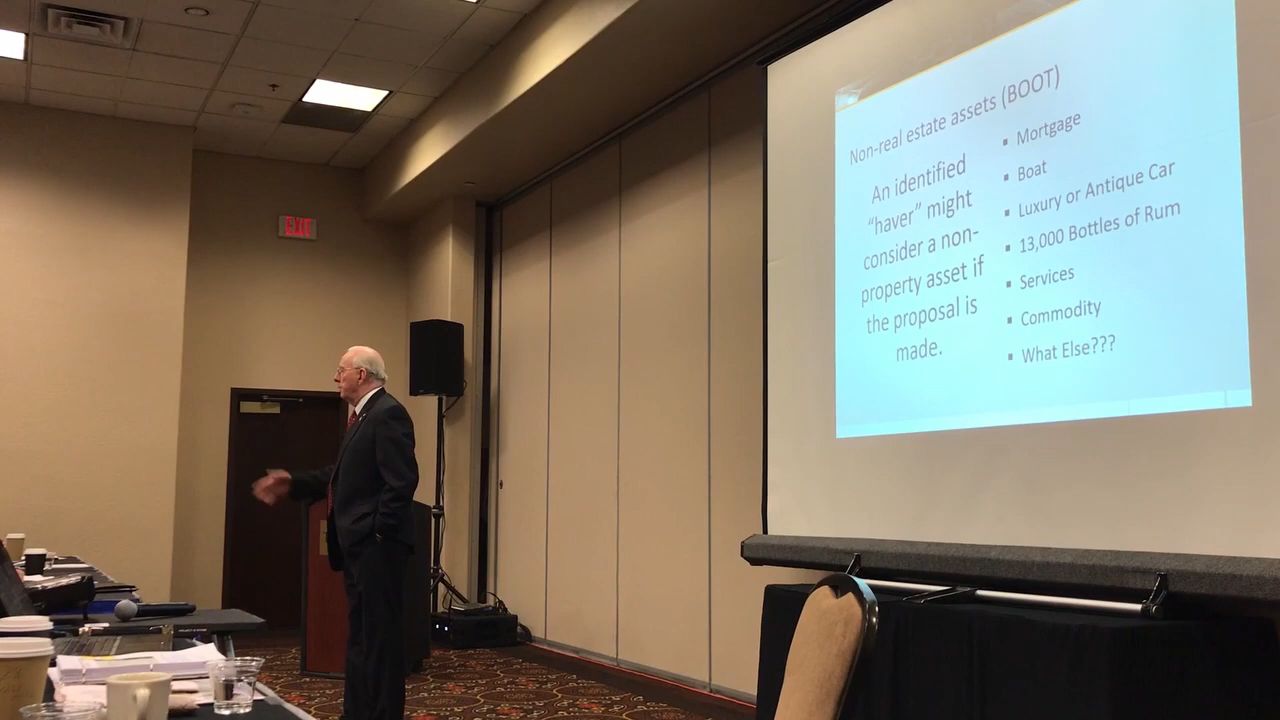 EXIT
Non-real estate assets (BOOT)
An identified
“haver” might
consider a non-
property asset if
the proposal is
made.
▪ Mortgage
▪ Boat
▪ Luxury or Antique Car
▪ 13,000 Bottles of Rum
▪ Services
▪ Commodity
▪ What Else???